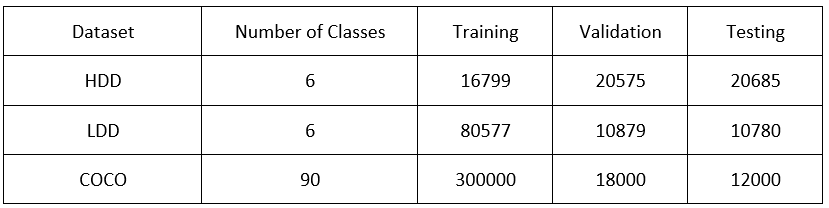 Dataset Number of Classes Training Validation Testing
HDD 6 16799 20575 20685
LDD 6 80577 10879 10780
COCO 90 300000 18000 12000